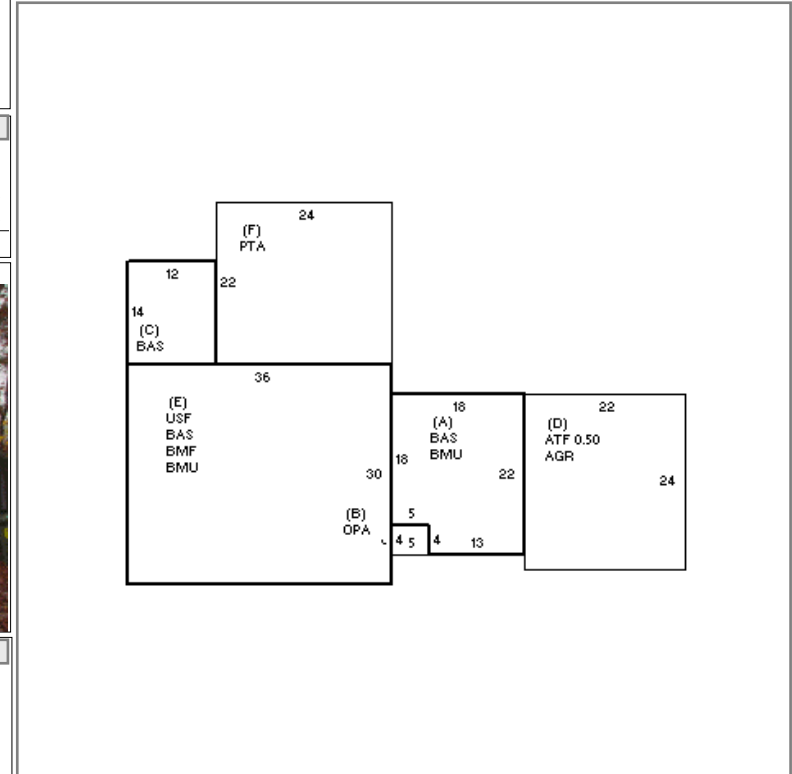 24
(F)
PTA
12
22
14
(C)
BAS
36
(E)
USF
BAS
BMF
BMU
18
(A)
BAS
BMU
22
(D)
ATF 0.50
AGR
18
30
22
24
5
(B)
OPA
4 5 4 13